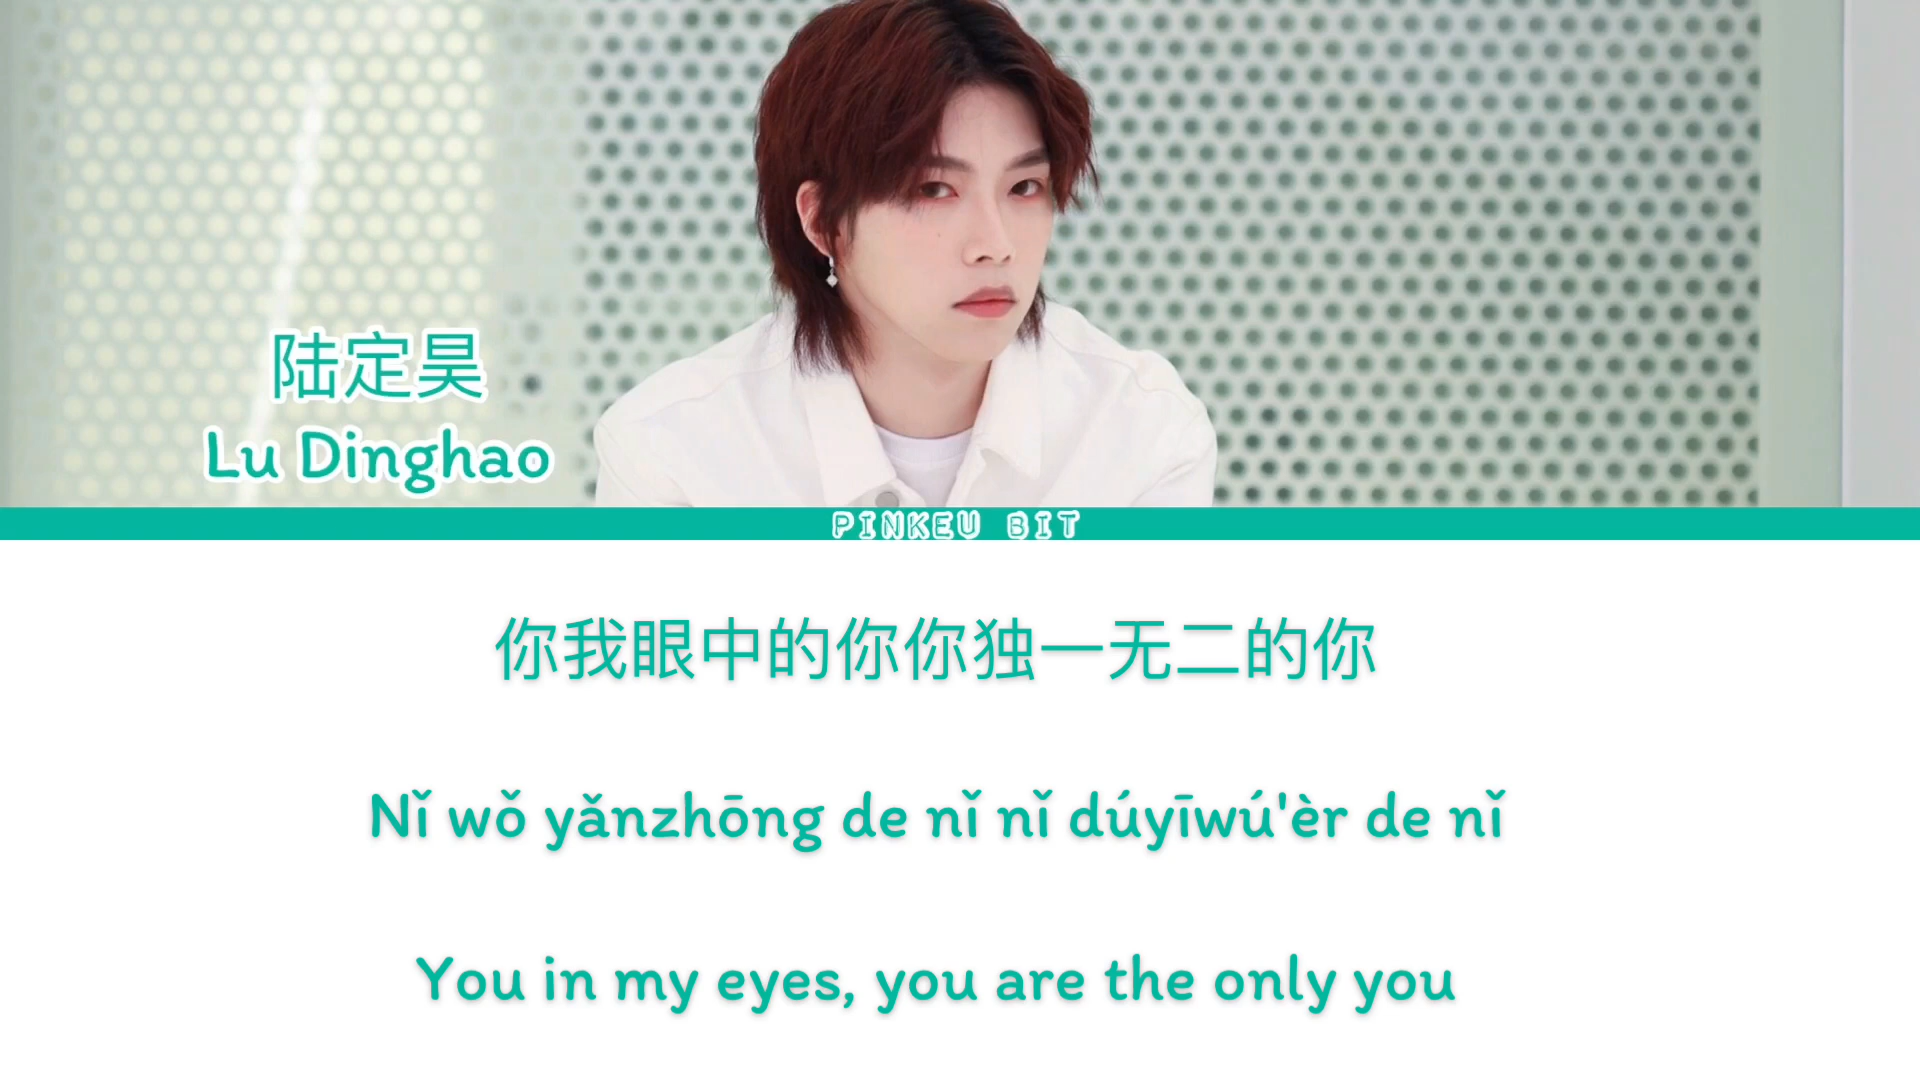 陆定昊
Lu Dinghao
PINKEU BIT
你我眼中的你你独一无二的你
Nǐ wǒ yǎnzhōng de nǐ nǐ dúyīwú'èr de nǐ
You in my eyes, you are the only you